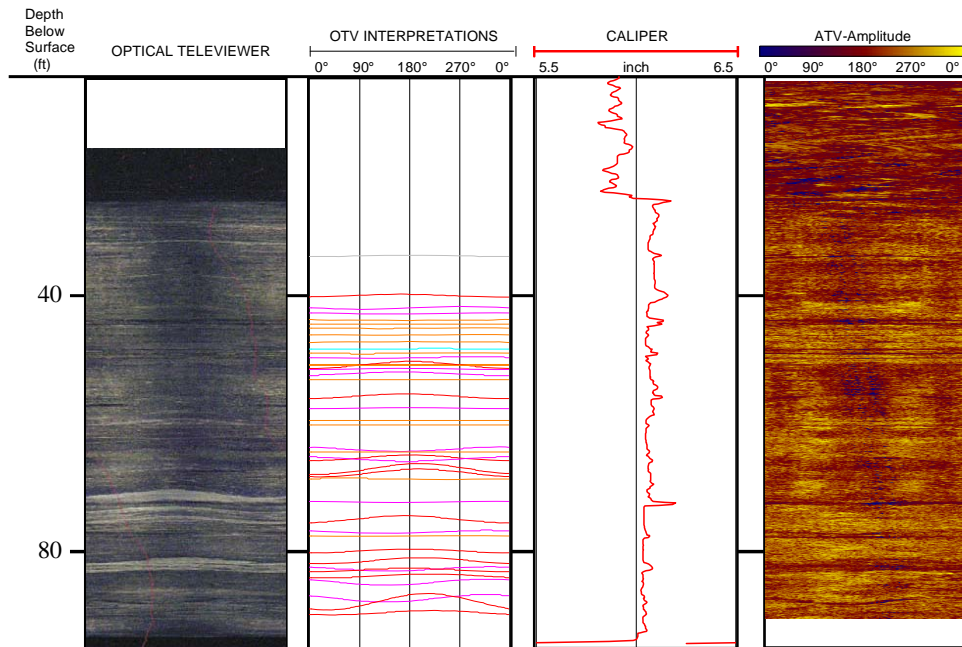 Depth
Below
Surface
(ft)
OPTICAL TELEVIEWER
OTV INTERPRETATIONS
0° 90° 180° 270° 0°
CALIPER
5.5 inch 6.5
ATV-Amplitude
0° 90° 180° 270° 0°
40
80